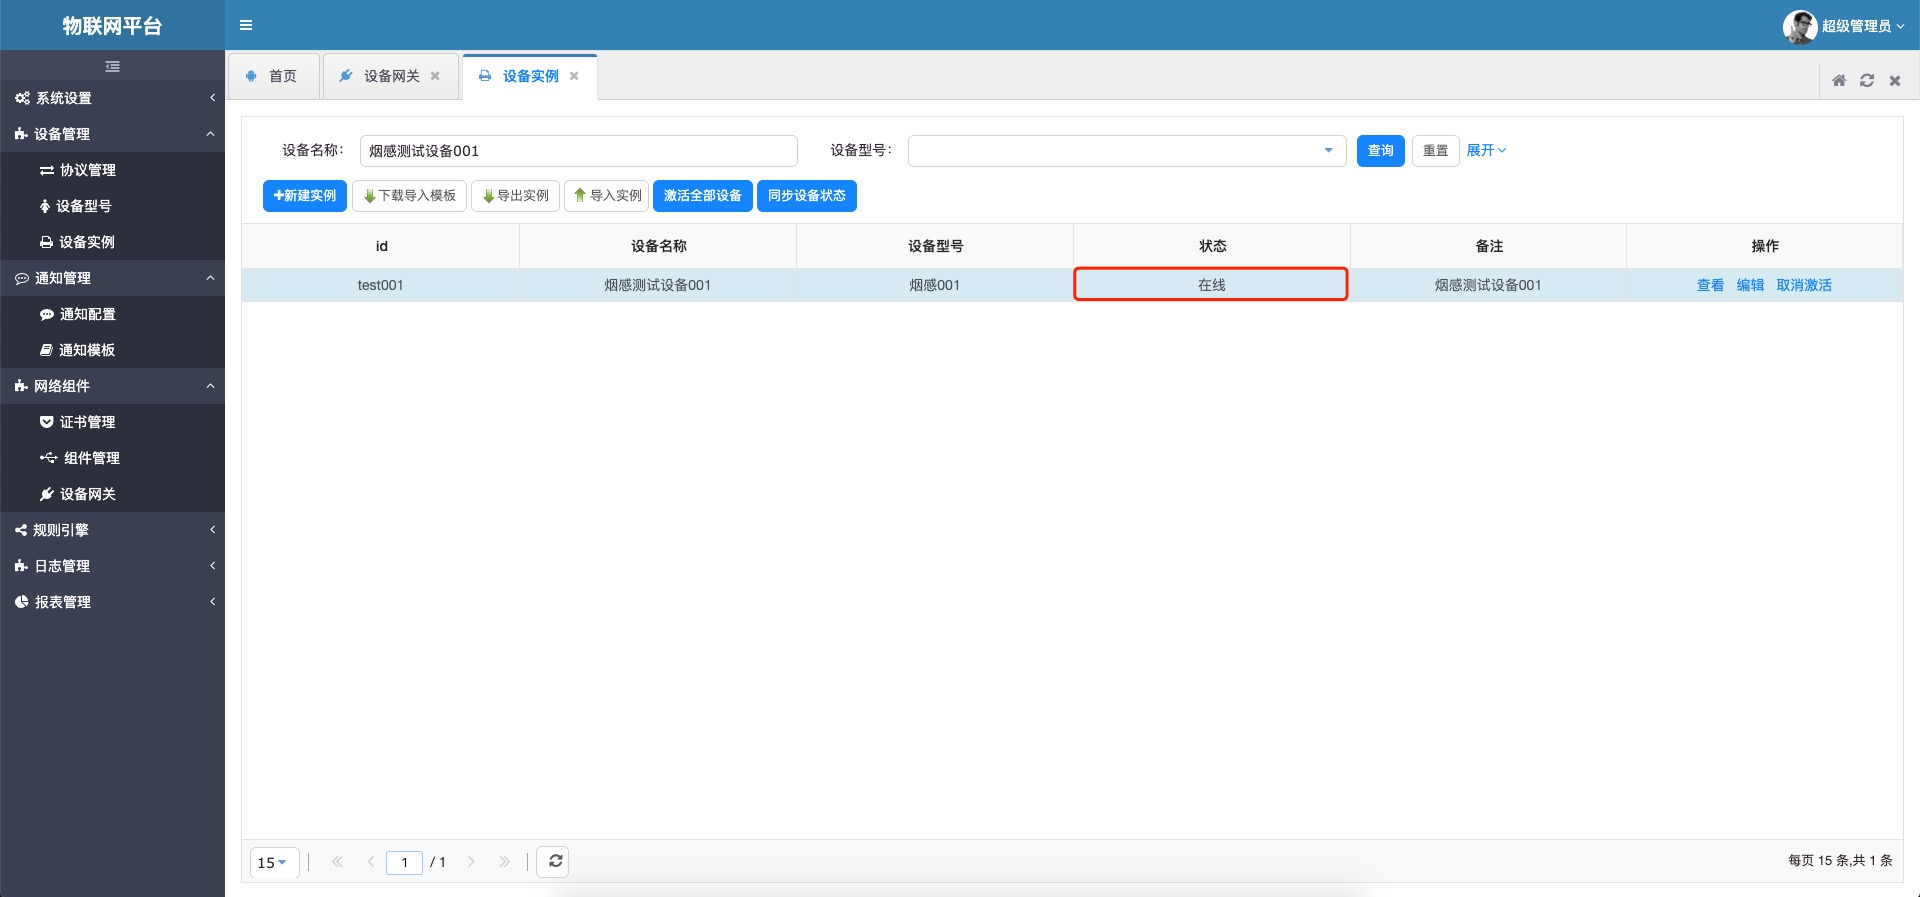 物联网平台
超级管理员
首页
设备网关
设备实例
系统设置
设备管理
协议管理
设备型号
设备实例
通知管理
通知配置
通知模板
网络组件
证书管理
组件管理
设备网关
规则引擎
日志管理
报表管理
设备名称: 烟感测试设备001 设备型号: 查询 重置 展开
新建实例 下载导入模板 导出实例 导入实例 激活全部设备 同步设备状态
id 设备名称 设备型号 状态 备注 操作
test001 烟感测试设备001 烟感001 在线 烟感测试设备001 查看 编辑 取消激活
15 1 / 1 每页 15 条,共 1 条